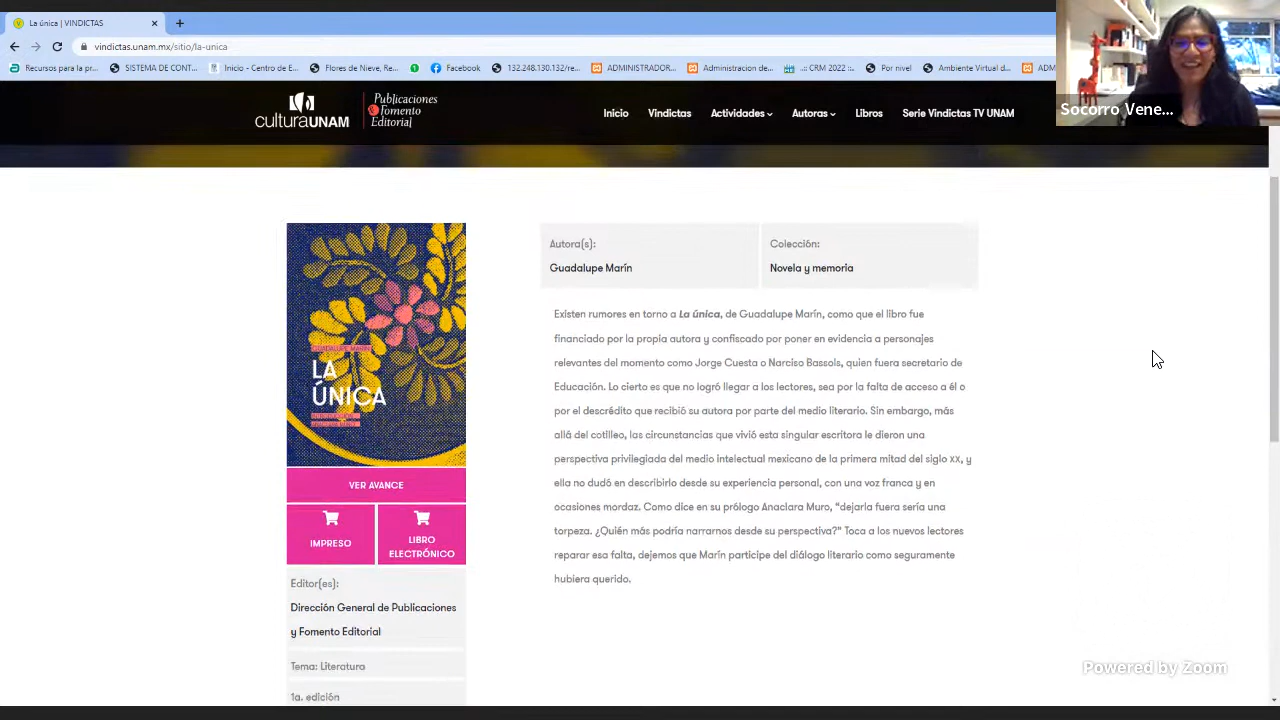 La única | VINDICTAS
vindictas.unam.mx/sitio/la-unica
Recursos para la pr...
SISTEMA DE CONT...
Inicio - Centro de E...
Flores de Nieve, Re...
Facebook
132.248.130.132/re...
ADMINISTRADOR...
Administracion de...
CRM 2022 ::.
Por nivel
Ambiente Virtual d
ADM
culturaUNAM
Publicaciones
Fomento
Editorial
Inicio
Vindictas
Actividades
Autoras
Libros
Serie Vindictas TV UNAM
Socorro Vene...
GUADALUPE MARÍN
LA
ÚNICA
VER AVANCE
IMPRESO
LIBRO
ELECTRÓNICO
Editor(es):
Dirección General de Publicaciones
y Fomento Editorial
Tema: Literatura
1a. edición
Autora(s):
Guadalupe Marín
Colección:
Novela y memoria
Existen rumores en torno a La única, de Guadalupe Marín, como que el libro fue
financiado por la propia autora y confiscado por poner en evidencia a personajes
relevantes del momento como Jorge Cuesta o Narciso Bassols, quien fuera secretario de
Educación. Lo cierto es que no logró llegar a los lectores, sea por la falta de acceso a él o
por el descrédito que recibió su autora por parte del medio literario. Sin embargo, más
allá del cotilleo, las circunstancias que vivió esta singular escritora le dieron una
perspectiva privilegiada del medio intelectual mexicano de la primera mitad del siglo XX, y
ella no dudó en describirlo desde su experiencia personal, con una voz franca y en
ocasiones mordaz. Como dice en su prólogo Anaclara Muro, “dejarla fuera sería una
torpeza. ¿Quién más podría narrarnos desde su perspectiva?” Toca a los nuevos lectores
reparar esa falta, dejemos que Marín participe del diálogo literario como seguramente
hubiera querido.
Powered by Zoom